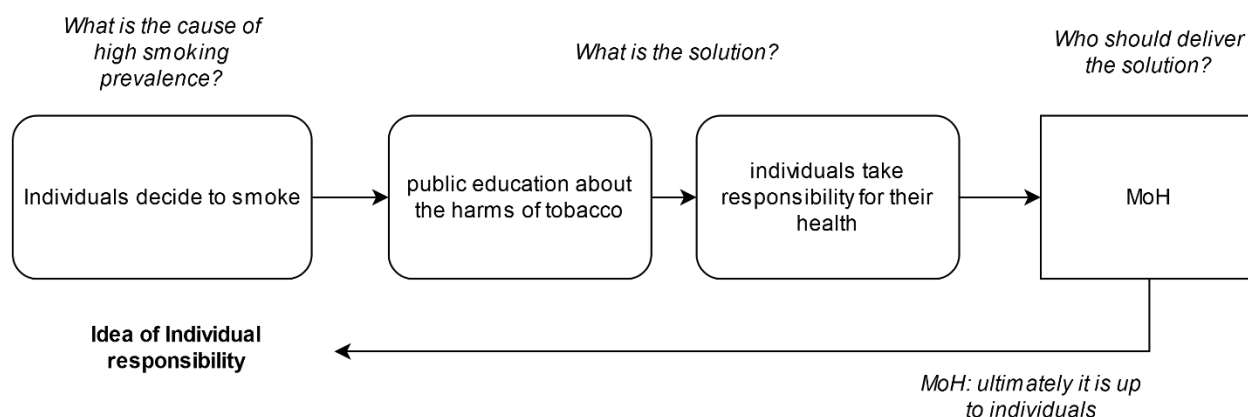 What is the cause of
high smoking
prevalence?
What is the solution?
Who should deliver
the solution?
Individuals decide to smoke
public education about
the harms of tobacco
individuals take
responsibility for their
health
MoH
Idea of Individual
responsibility
MoH: ultimately it is up
to individuals